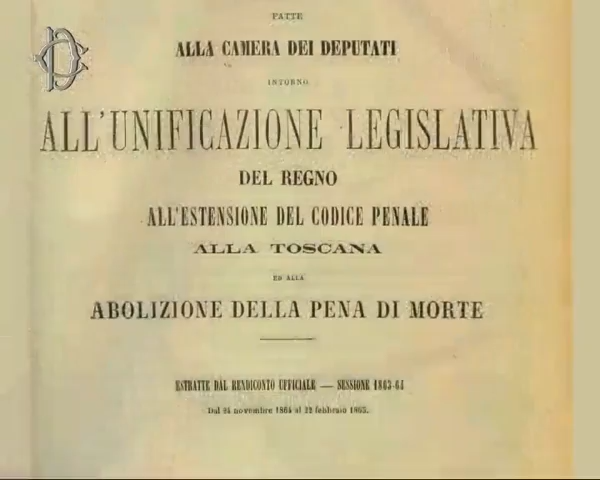 FATTE
ALLA CAMERA DEI DEPUTATI
INTORNO
ALL'UNIFICAZIONE LEGISLATIVA
DEL REGNO
ALL'ESTENSIONE DEL CODICE PENALE
ALLA TOSCANA
ED ALLA
ABOLIZIONE DELLA PENA DI MORTE
ESTRATTE DAL RENDICONTO UFFICIALE — SESSIONE 1863-64
Dal 24 novembre 1864 al 22 febbraio 1865.